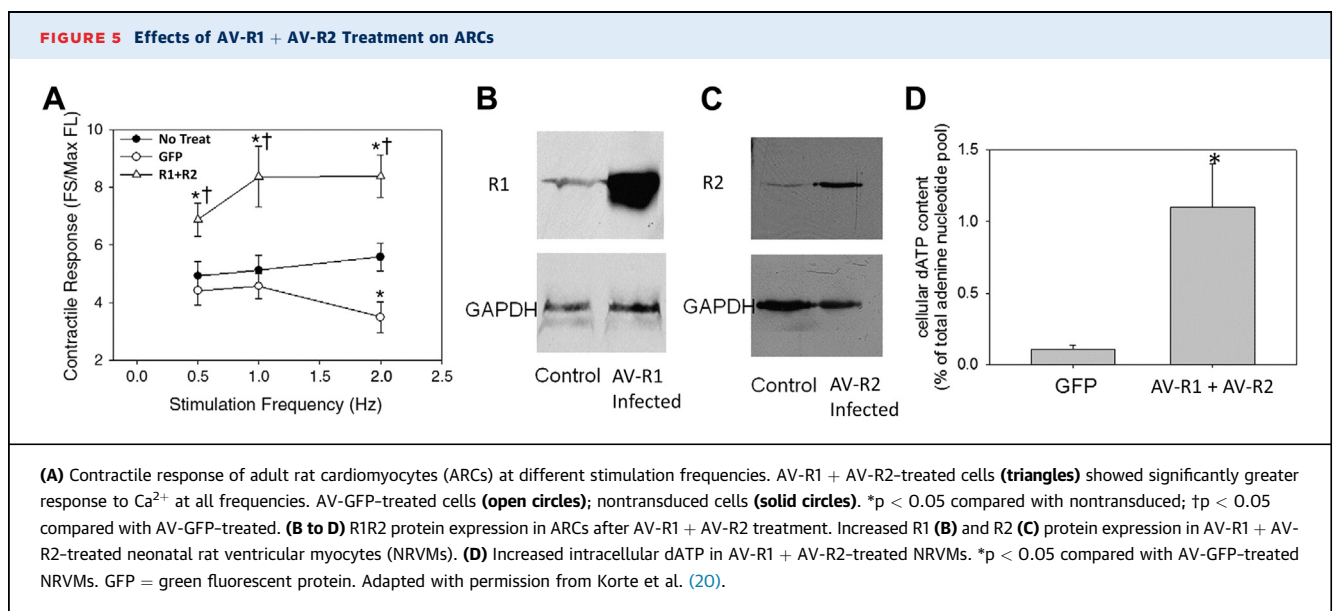 FIGURE 5 Effects of AV-R1 + AV-R2 Treatment on ARCs
A
Contractile Response (FS/Max FL)
10
8
6
4
2
No Treat
GFP
R1+R2
*†
*†
*†
*
0.0 0.5 1.0 1.5 2.0 2.5
Stimulation Frequency (Hz)
B
R1
GAPDH
Control AV-R1
Infected
C
R2
GAPDH
Control AV-R2
Infected
D
cellular dATP content
(% of total adenine nucleotide pool)
1.5
1.0
0.5
0.0
*
GFP AV-R1 + AV-R2
(A) Contractile response of adult rat cardiomyocytes (ARCs) at different stimulation frequencies. AV-R1 + AV-R2–treated cells (triangles) showed significantly greater
response to Ca²⁺ at all frequencies. AV-GFP–treated cells (open circles); nontransduced cells (solid circles). *p < 0.05 compared with nontransduced; †p < 0.05
compared with AV-GFP–treated. (B to D) R1R2 protein expression in ARCs after AV-R1 + AV-R2 treatment. Increased R1 (B) and R2 (C) protein expression in AV-R1 + AV-
R2–treated neonatal rat ventricular myocytes (NRVMs). (D) Increased intracellular dATP in AV-R1 + AV-R2–treated NRVMs. *p < 0.05 compared with AV-GFP–treated
NRVMs. GFP = green fluorescent protein. Adapted with permission from Korte et al. (20).